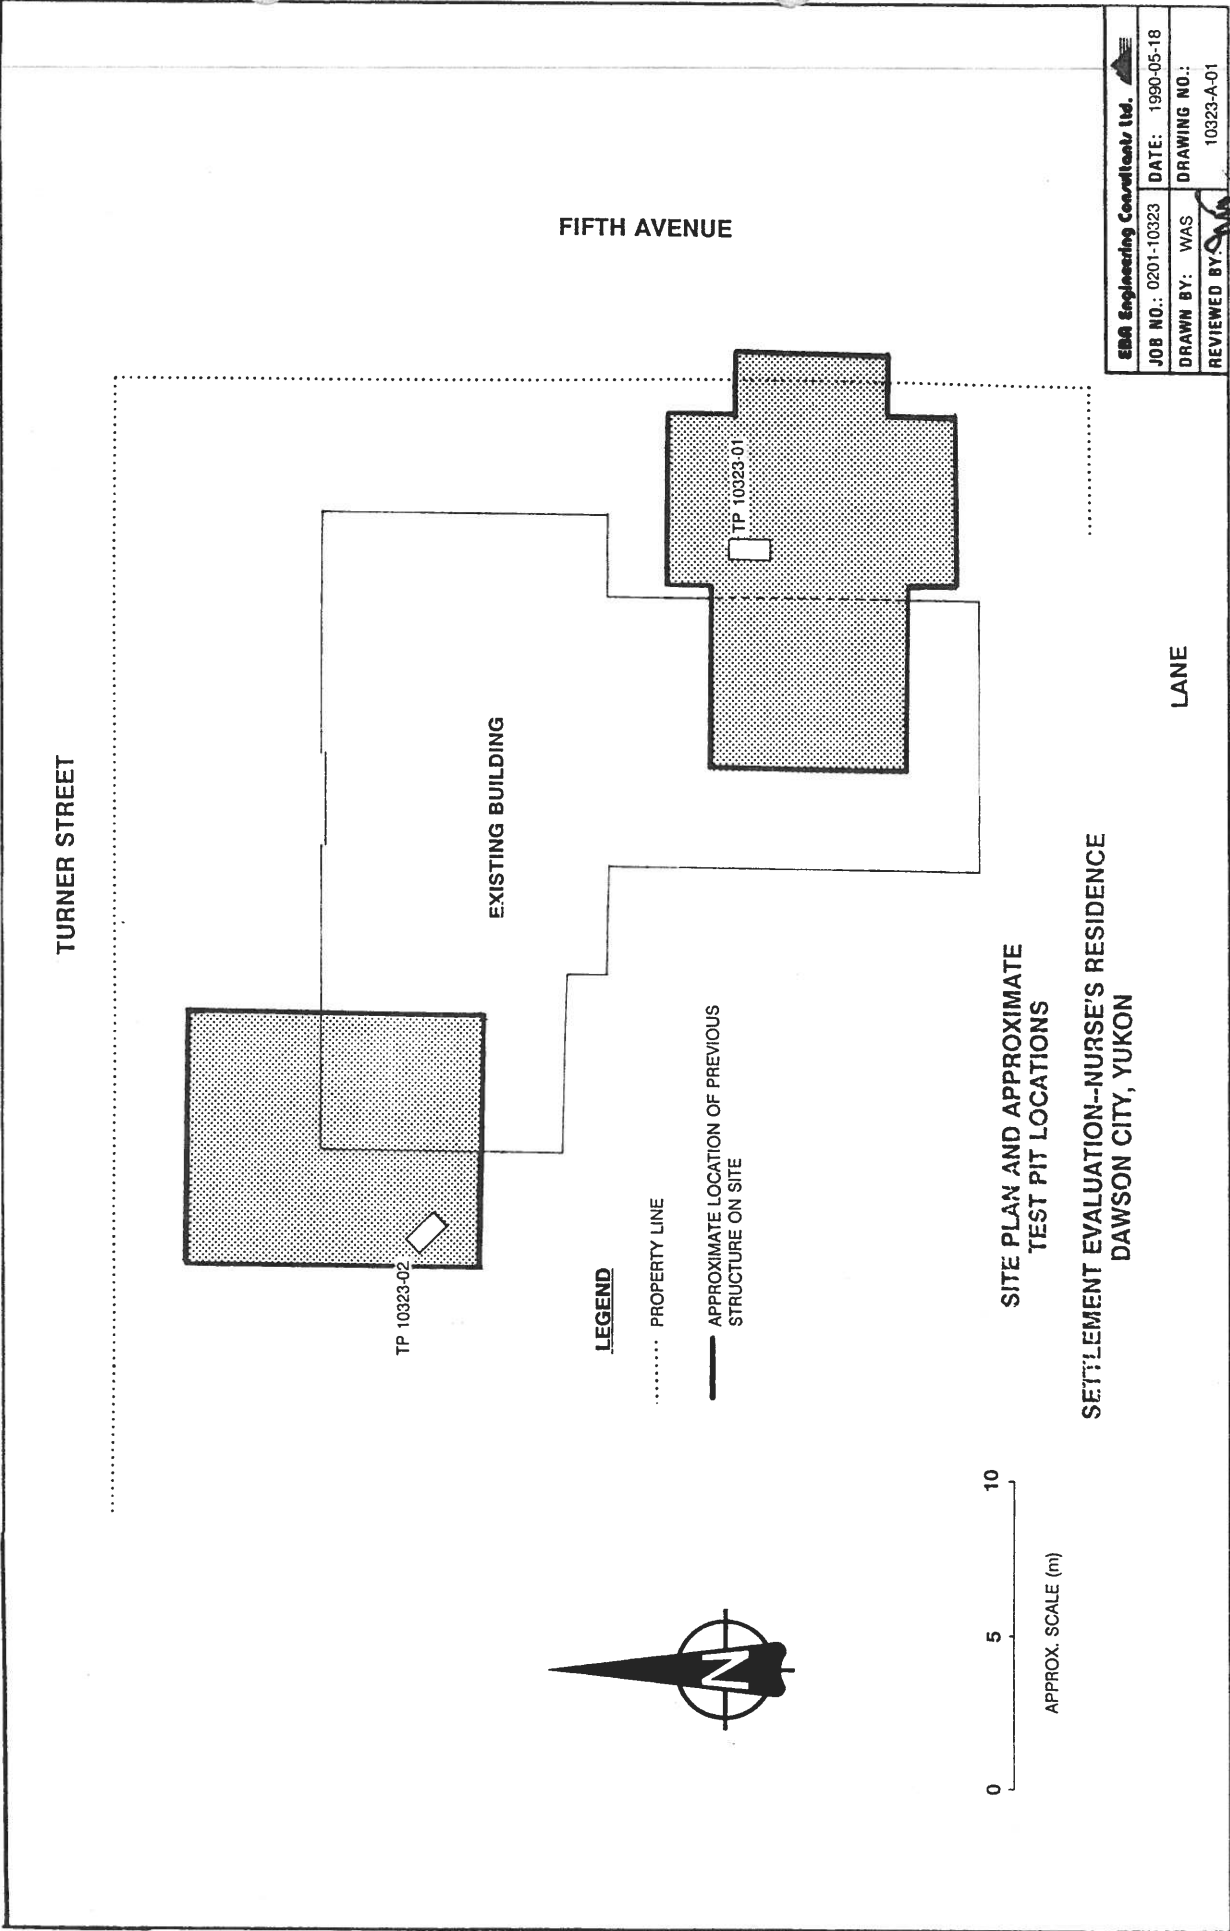 TURNER STREET
FIFTH AVENUE
EXISTING BUILDING
TP 10323-01
TP 10323-02
LEGEND
PROPERTY LINE
APPROXIMATE LOCATION OF PREVIOUS
STRUCTURE ON SITE
LANE
N
0 5 10
APPROX. SCALE (m)
SITE PLAN AND APPROXIMATE
TEST PIT LOCATIONS
SETTLEMENT EVALUATION--NURSE'S RESIDENCE
DAWSON CITY, YUKON
EBA Engineering Consultants Ltd.
JOB NO.: 0201-10323 DATE: 1990-05-18
DRAWN BY: WAS DRAWING NO.:
REVIEWED BY: 10323-A-01